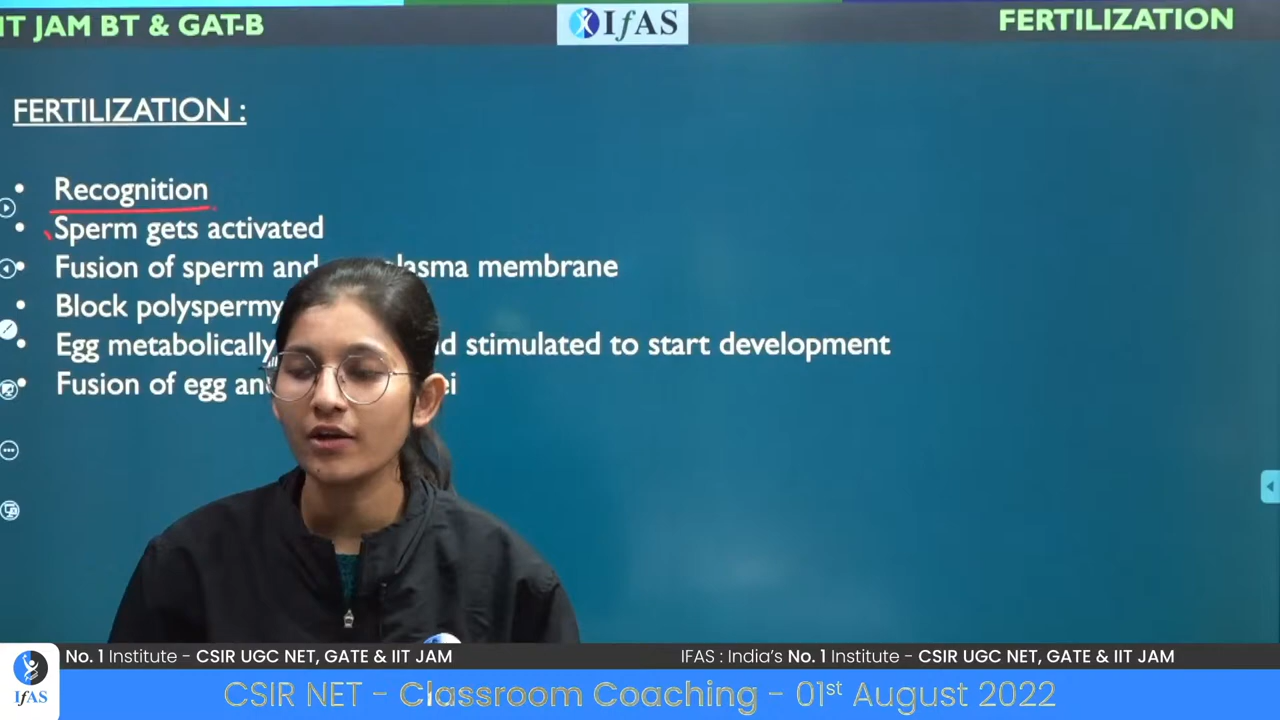 IT JAM BT & GAT-B
IfAS
FERTILIZATION
FERTILIZATION :
• Recognition
• Sperm gets activated
• Fusion of sperm and plasma membrane
• Block polyspermy
• Egg metabolically stimulated to start development
• Fusion of egg
IfAS
No. 1 Institute - CSIR UGC NET, GATE & IIT JAM
IFAS : India's No. 1 Institute - CSIR UGC NET, GATE & IIT JAM
CSIR NET - Classroom Coaching - 01st August 2022